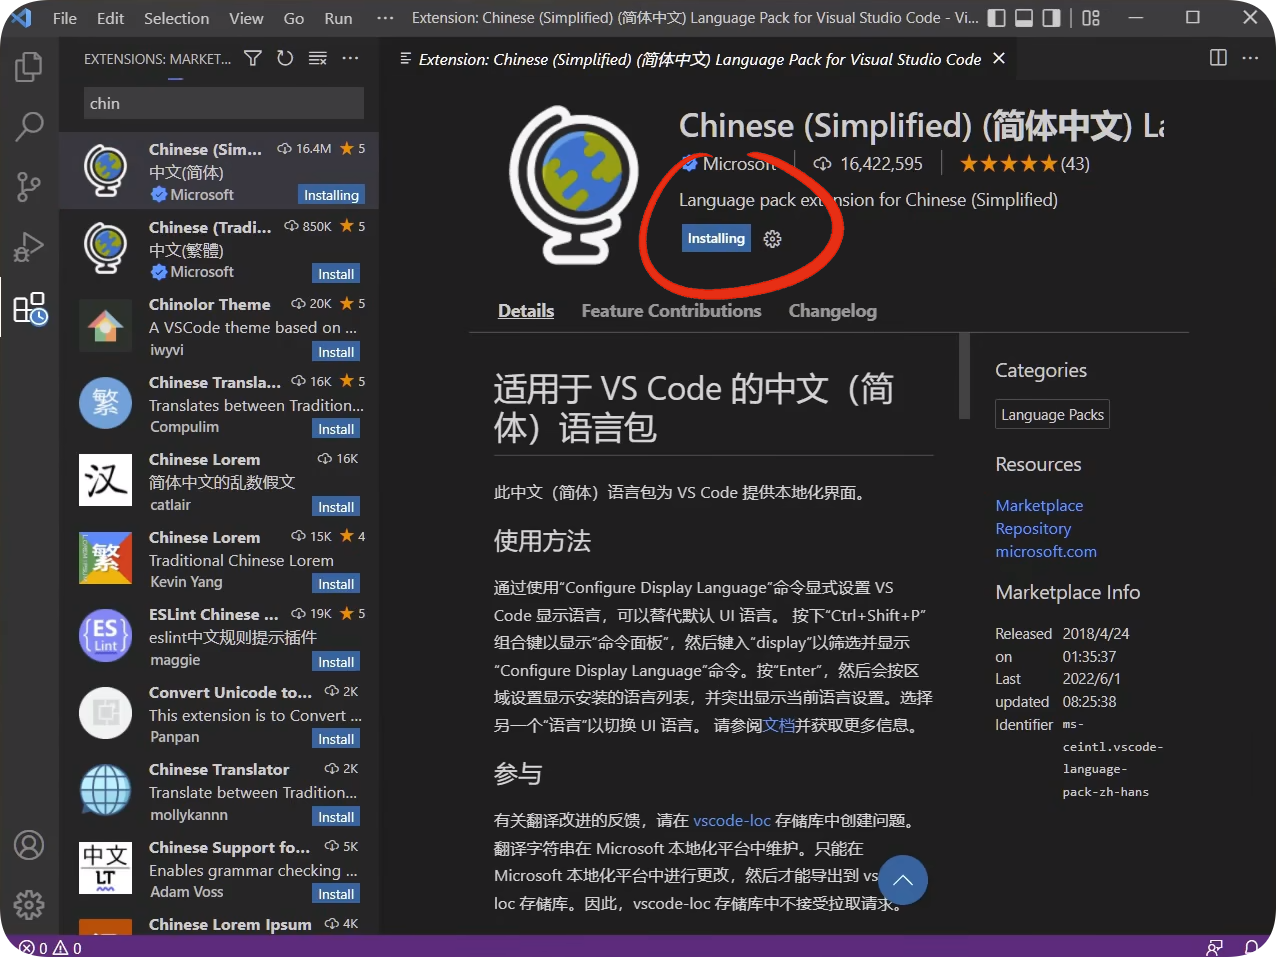 File Edit Selection View Go Run ··· Extension: Chinese (Simplified) (简体中文) Language Pack for Visual Studio Code - Vi...
EXTENSIONS: MARKET...
chin
Chinese (Sim... 16.4M ★ 5
中文(简体)
Microsoft Installing
Chinese (Tradi... 850K ★ 5
中文(繁體)
Microsoft Install
Chinolor Theme 20K ★ 5
A VSCode theme based on ...
iwyvi Install
繁
Chinese Transla... 16K ★ 5
Translates between Tradition...
Compulim Install
汉
Chinese Lorem 16K
简体中文的乱数假文
catlair Install
繁
Chinese Lorem 15K ★ 4
Traditional Chinese Lorem
Kevin Yang Install
{ES}
Lint
ESLint Chinese ... 19K ★ 5
eslint中文规则提示插件
maggie Install
Convert Unicode to... 2K
This extension is to Convert ...
Panpan Install
Chinese Translator 2K
Translate between Tradition...
mollykannn Install
中文
LT
Chinese Support fo... 5K
Enables grammar checking ...
Adam Voss Install
Chinese Lorem Ipsum 4K
Extension: Chinese (Simplified) (简体中文) Language Pack for Visual Studio Code
Chinese (Simplified) (简体中文) La
Microsoft 16,422,595 ★★★★★ (43)
Language pack extension for Chinese (Simplified)
Installing
Details Feature Contributions Changelog
适用于 VS Code 的中文（简
体）语言包
此中文（简体）语言包为 VS Code 提供本地化界面。
使用方法
通过使用“Configure Display Language”命令显式设置 VS
Code 显示语言，可以替代默认 UI 语言。 按下“Ctrl+Shift+P”
组合键以显示“命令面板”，然后键入“display”以筛选并显示
“Configure Display Language”命令。按“Enter”，然后会按区
域设置显示安装的语言列表，并突出显示当前语言设置。选择
另一个“语言”以切换 UI 语言。 请参阅文档并获取更多信息。
参与
有关翻译改进的反馈，请在 vscode-loc 存储库中创建问题。
翻译字符串在 Microsoft 本地化平台中维护。只能在
Microsoft 本地化平台中进行更改，然后才能导出到 vs
loc 存储库。因此，vscode-loc 存储库中不接受拉取请求。
Categories
Language Packs
Resources
Marketplace
Repository
microsoft.com
Marketplace Info
Released 2018/4/24
on 01:35:37
Last 2022/6/1
updated 08:25:38
Identifier ms-
ceintl.vscode-
language-
pack-zh-hans
0 0